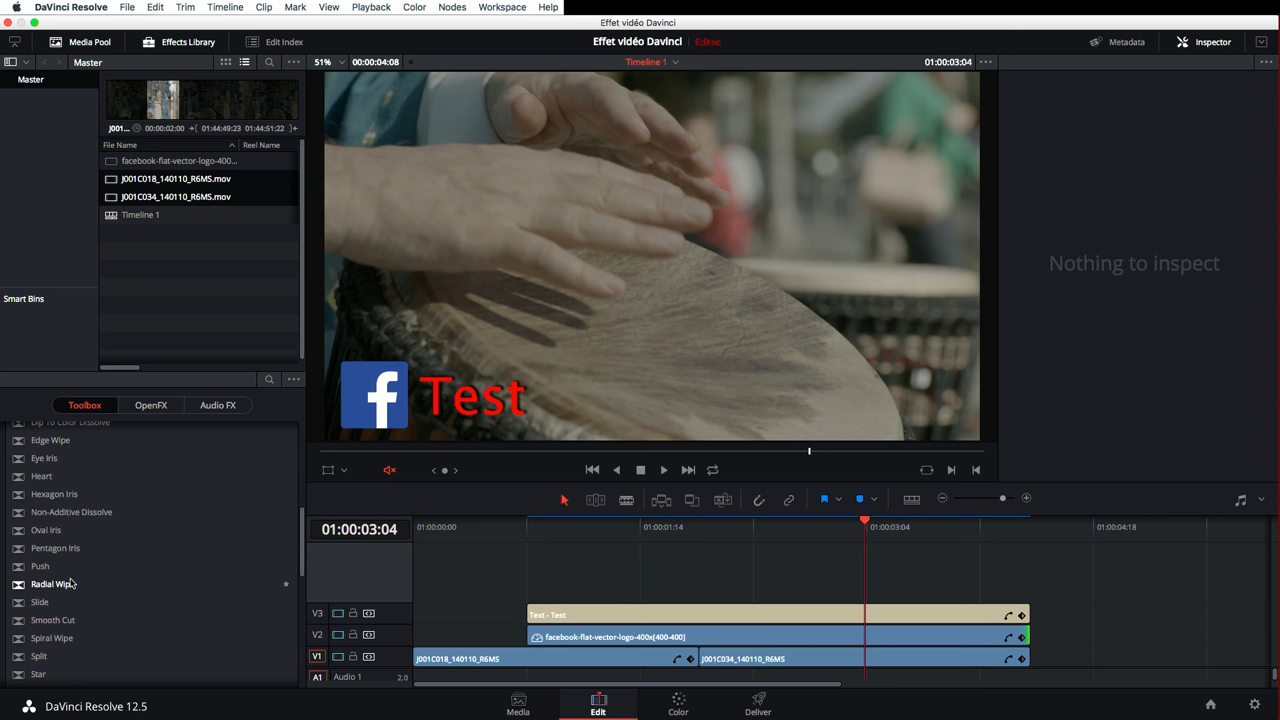 DaVinci Resolve File Edit Trim Timeline Clip Mark View Playback Color Nodes Workspace Help
Effet vidéo Davinci
Media Pool Effects Library Edit Index Effet vidéo Davinci Edited Metadata Inspector
Master 51% 00:00:04:08 Timeline 1 01:00:03:04
Master
J001... 00:00:02:00 01:44:49:23 01:44:51:22
File Name Reel Name
facebook-flat-vector-logo-400...
J001C018_140110_R6MS.mov
J001C034_140110_R6MS.mov
Timeline 1
Nothing to inspect
Smart Bins
f Test
Toolbox OpenFX Audio FX
Dip To Color Dissolve
Edge Wipe
Eye Iris
Heart
Hexagon Iris
Non-Additive Dissolve
Oval Iris
Pentagon Iris
Push
Radial Wipe
Slide
Smooth Cut
Spiral Wipe
Split
Star
01:00:03:04 01:00:00:00 01:00:01:14 01:00:03:04 01:00:04:18
V3 Text - Test
V2 facebook-flat-vector-logo-400x[400-400]
V1 J001C018_140110_R6MS J001C034_140110_R6MS
A1 Audio 1 2.0
DaVinci Resolve 12.5 Media Edit Color Deliver